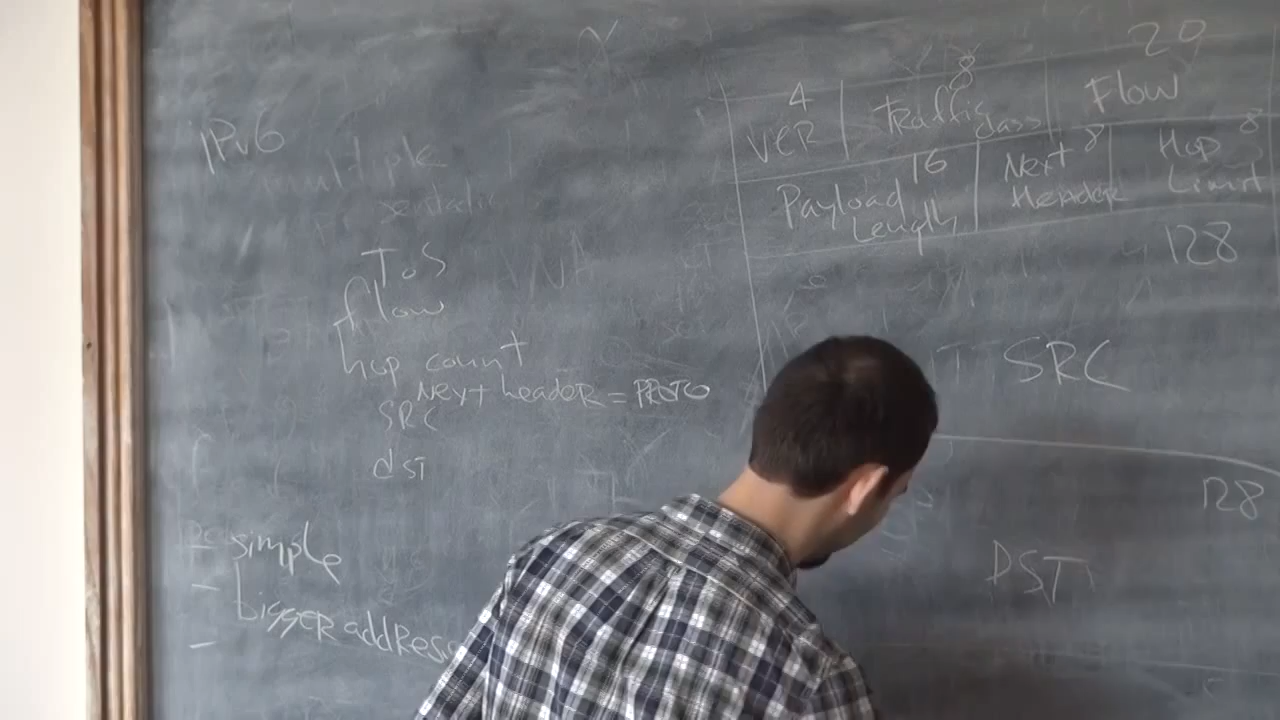 IPv6
multiple
ToS
flow
hop count
Next header = PROTO
SRC
dst
- simple
- bigger address
-
4 8 20
VER Traffic class Flow
16 8 8
Payload Length Next Header Hop Limit
128
SRC
128
DST